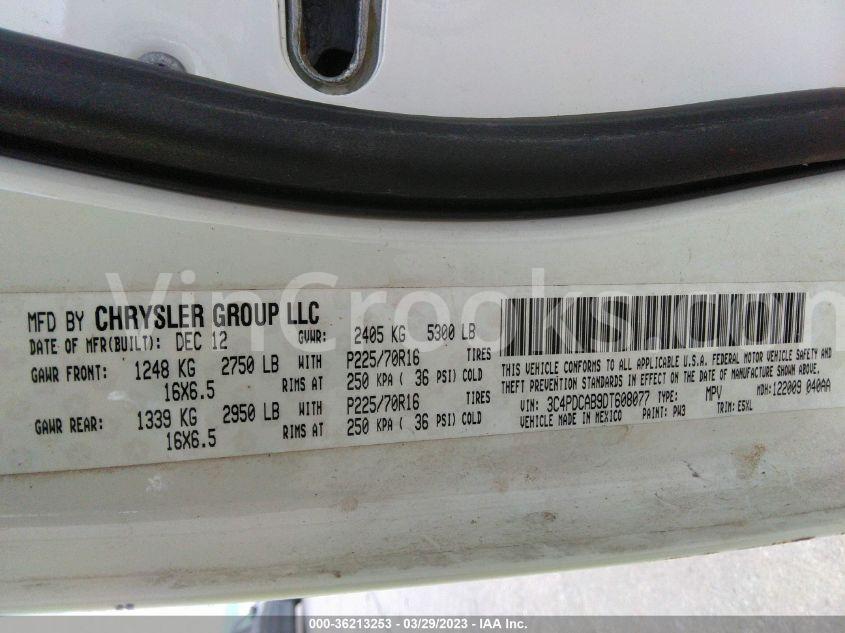 MFD BY CHRYSLER GROUP LLC
DATE OF MFR(BUILT): DEC 12 GVWR: 2405 KG 5300 LB
GAWR FRONT: 1248 KG 2750 LB WITH P225/70R16 TIRES
16X6.5 RIMS AT 250 KPA ( 36 PSI) COLD
GAWR REAR: 1339 KG 2950 LB WITH P225/70R16 TIRES
16X6.5 RIMS AT 250 KPA ( 36 PSI) COLD
THIS VEHICLE CONFORMS TO ALL APPLICABLE U.S.A. FEDERAL MOTOR VEHICLE SAFETY AND
THEFT PREVENTION STANDARDS IN EFFECT ON THE DATE OF MANUFACTURE SHOWN ABOVE.
VIN: 3C4PDCAB9DT608077 TYPE: MPV MDH: 122009 040AA
VEHICLE MADE IN MEXICO PAINT: PW3 TRIM: E5XL
VinCrooks.com
000-36213253 - 03/29/2023 - IAA Inc.